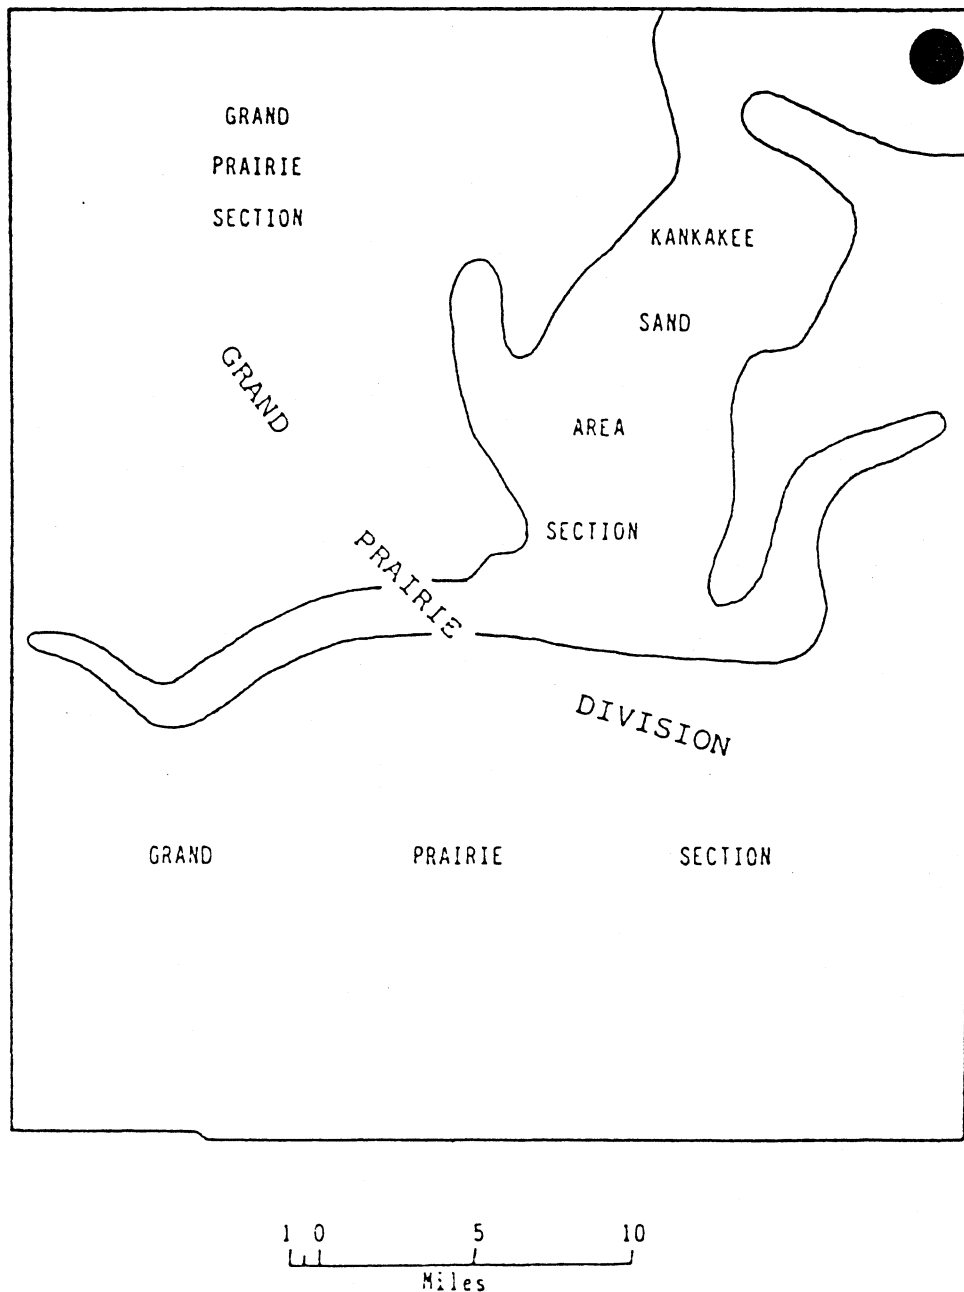 GRAND
PRAIRIE
SECTION
KANKAKEE
SAND
AREA
SECTION
GRAND
PRAIRIE
DIVISION
GRAND PRAIRIE SECTION
1 0 5 10
Miles